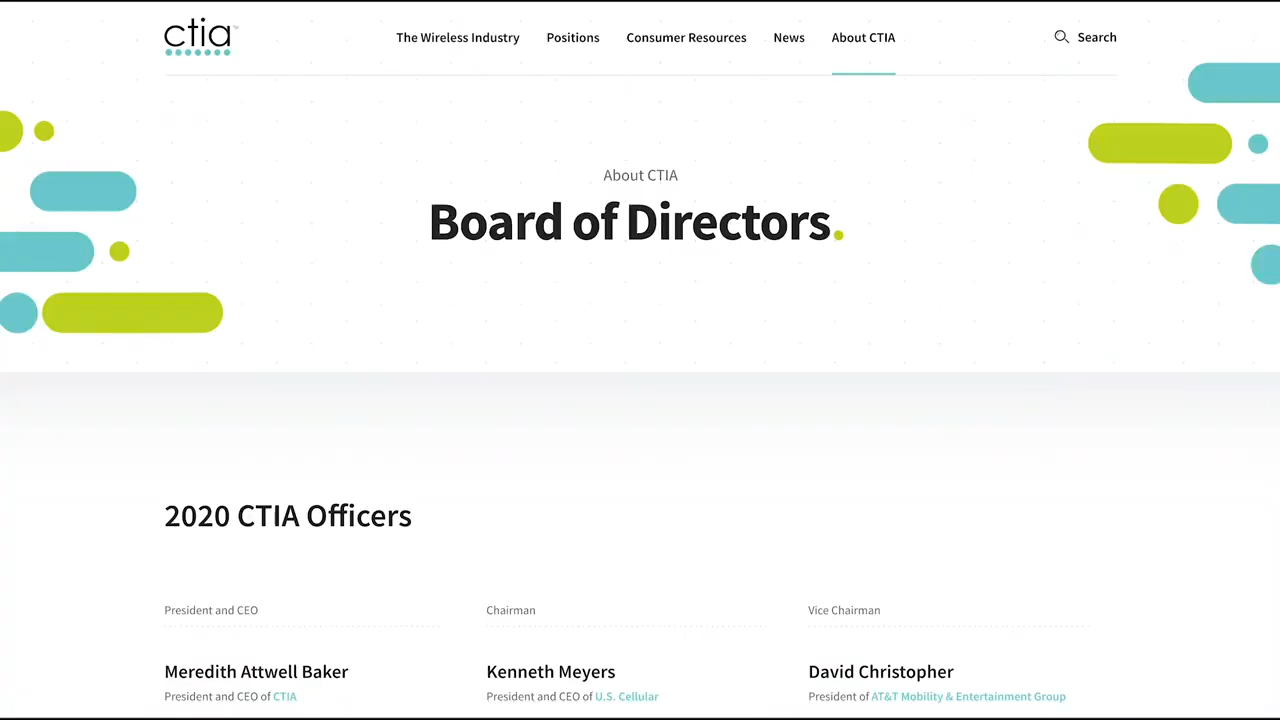 ctia
The Wireless Industry Positions Consumer Resources News About CTIA Search
About CTIA
Board of Directors.
2020 CTIA Officers
President and CEO Chairman Vice Chairman
Meredith Attwell Baker Kenneth Meyers David Christopher
President and CEO of CTIA President and CEO of U.S. Cellular President of AT&T Mobility & Entertainment Group